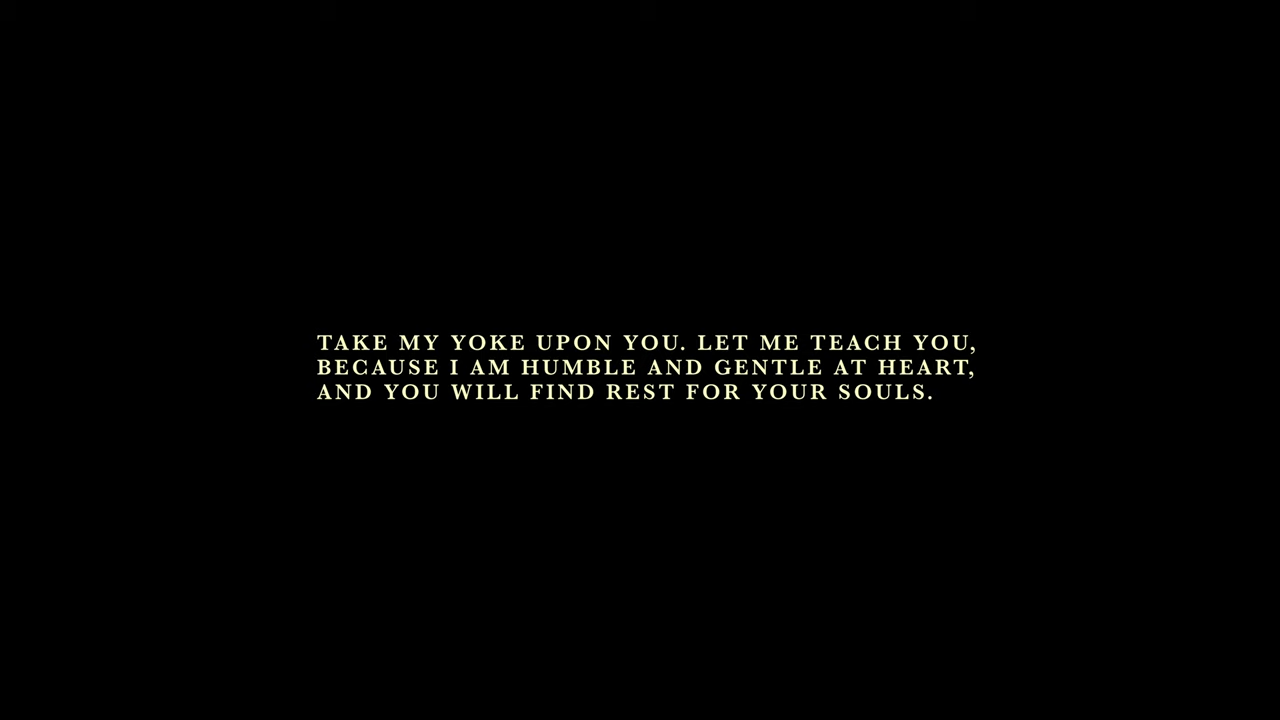 TAKE MY YOKE UPON YOU. LET ME TEACH YOU,
BECAUSE I AM HUMBLE AND GENTLE AT HEART,
AND YOU WILL FIND REST FOR YOUR SOULS.